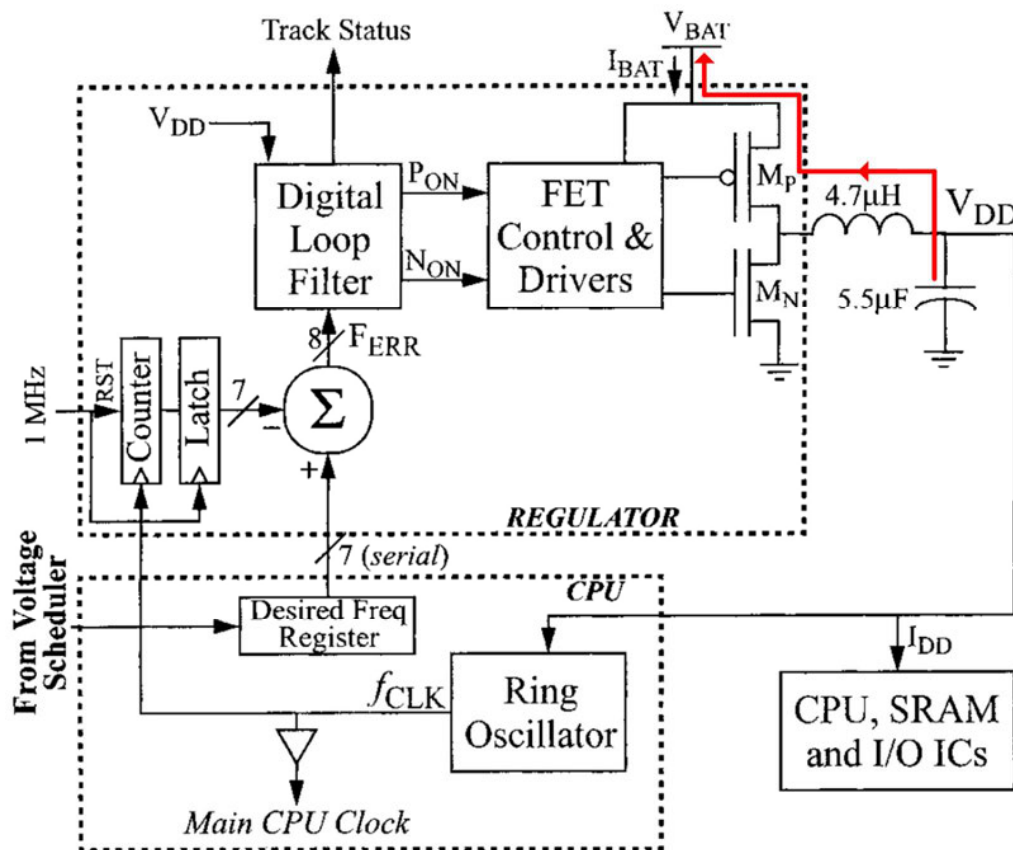 Track Status
V_BAT
I_BAT
V_DD
Digital
Loop
Filter
P_ON
N_ON
FET
Control &
Drivers
M_P
M_N
4.7µH
V_DD
5.5µF
8
F_ERR
1 MHz
RST
Counter
Latch
7
Σ
−
+
REGULATOR
7 (serial)
From Voltage
Scheduler
CPU
Desired Freq
Register
f_CLK
Ring
Oscillator
I_DD
CPU, SRAM
and I/O ICs
Main CPU Clock